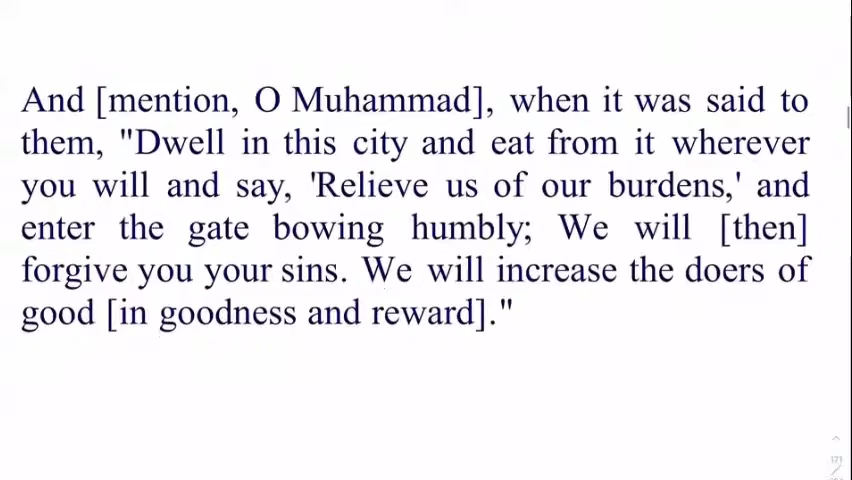 And [mention, O Muhammad], when it was said to
them, "Dwell in this city and eat from it wherever
you will and say, 'Relieve us of our burdens,' and
enter the gate bowing humbly; We will [then]
forgive you your sins. We will increase the doers of
good [in goodness and reward]."
171